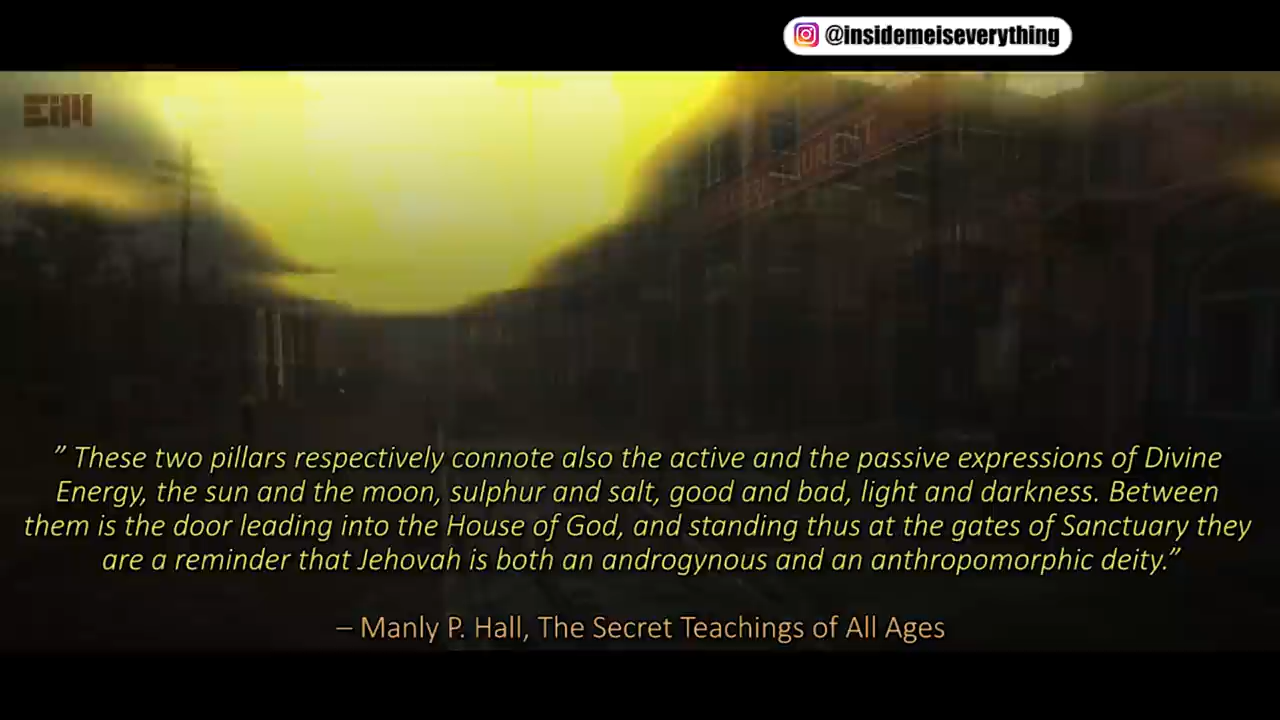 @insidemeiseverything
EIM
” These two pillars respectively connote also the active and the passive expressions of Divine
Energy, the sun and the moon, sulphur and salt, good and bad, light and darkness. Between
them is the door leading into the House of God, and standing thus at the gates of Sanctuary they
are a reminder that Jehovah is both an androgynous and an anthropomorphic deity.”
– Manly P. Hall, The Secret Teachings of All Ages